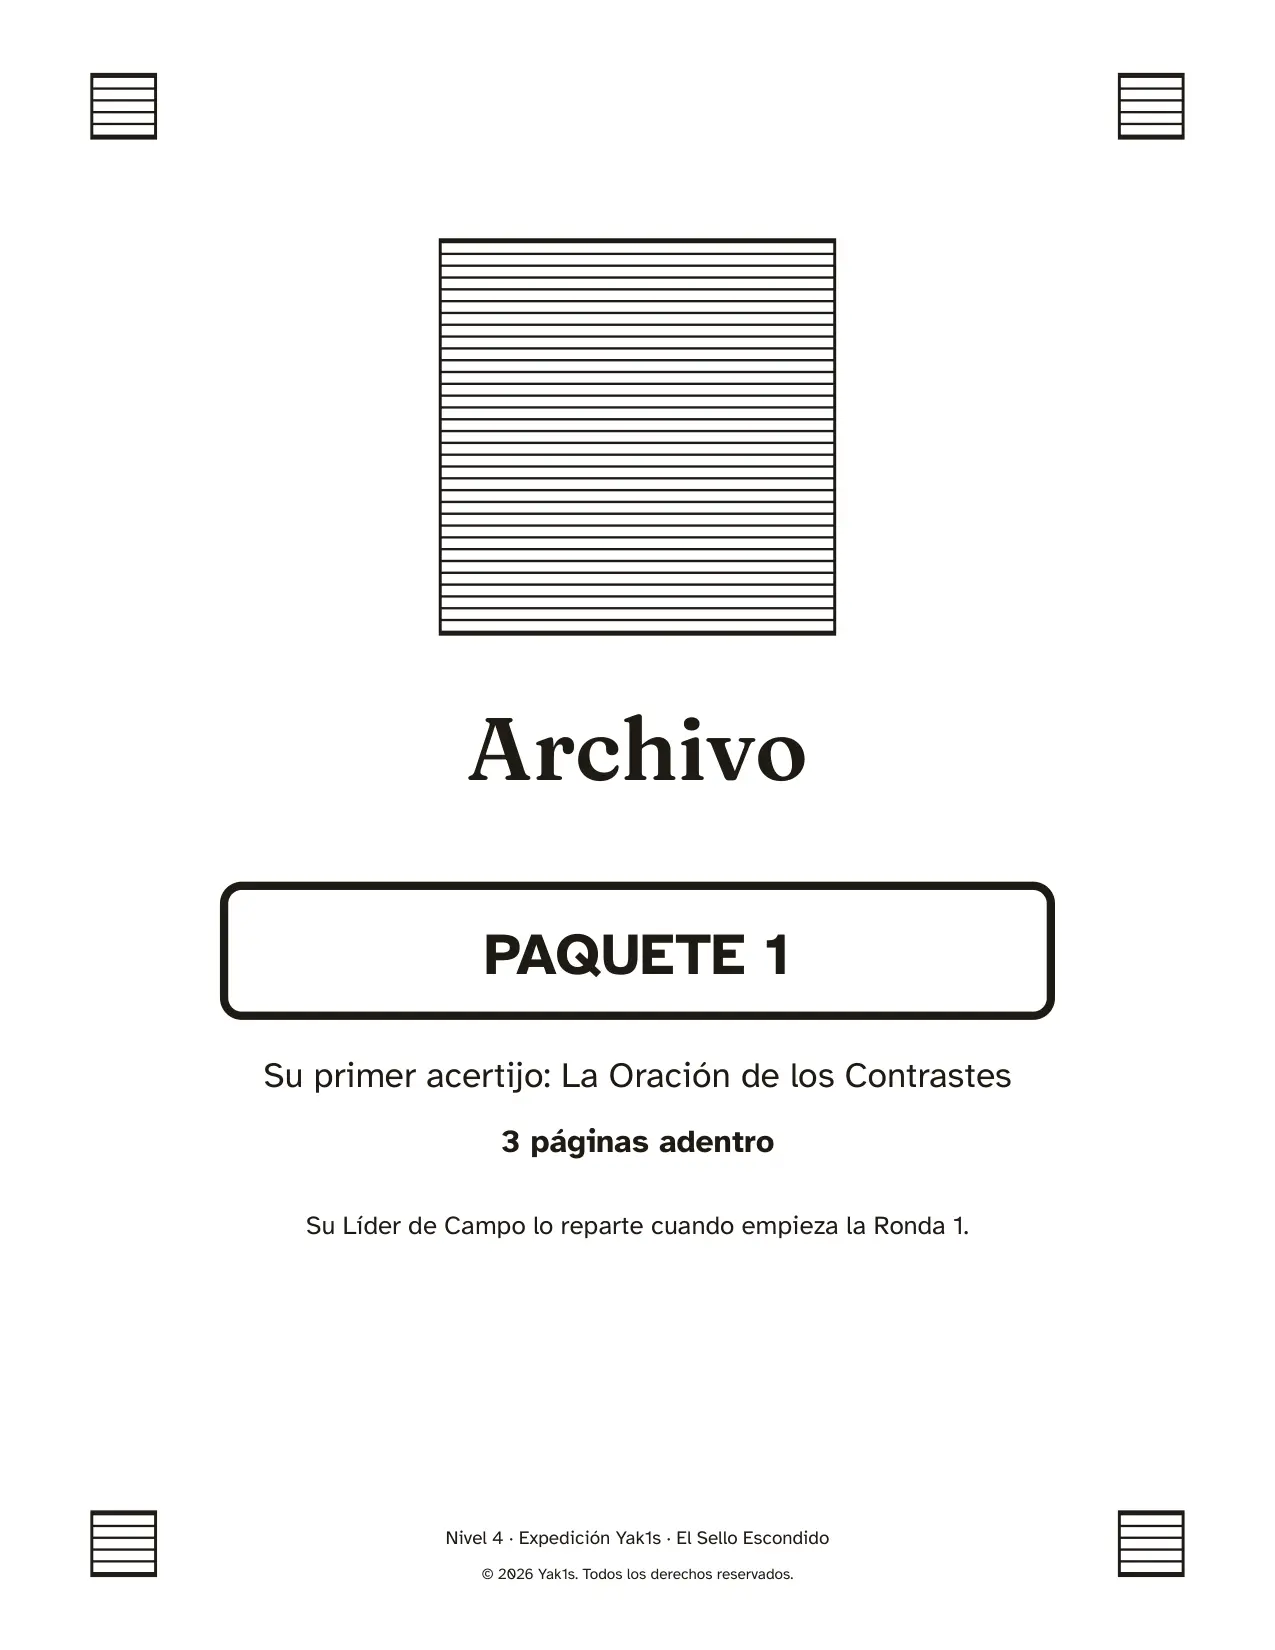 Archivo
PAQUETE 1
Su primer acertijo: La Oración de los Contrastes
3 páginas adentro
Su Líder de Campo lo reparte cuando empieza la Ronda 1.
Nivel 4 · Expedición Yak1s · El Sello Escondido
© 2026 Yak1s. Todos los derechos reservados.